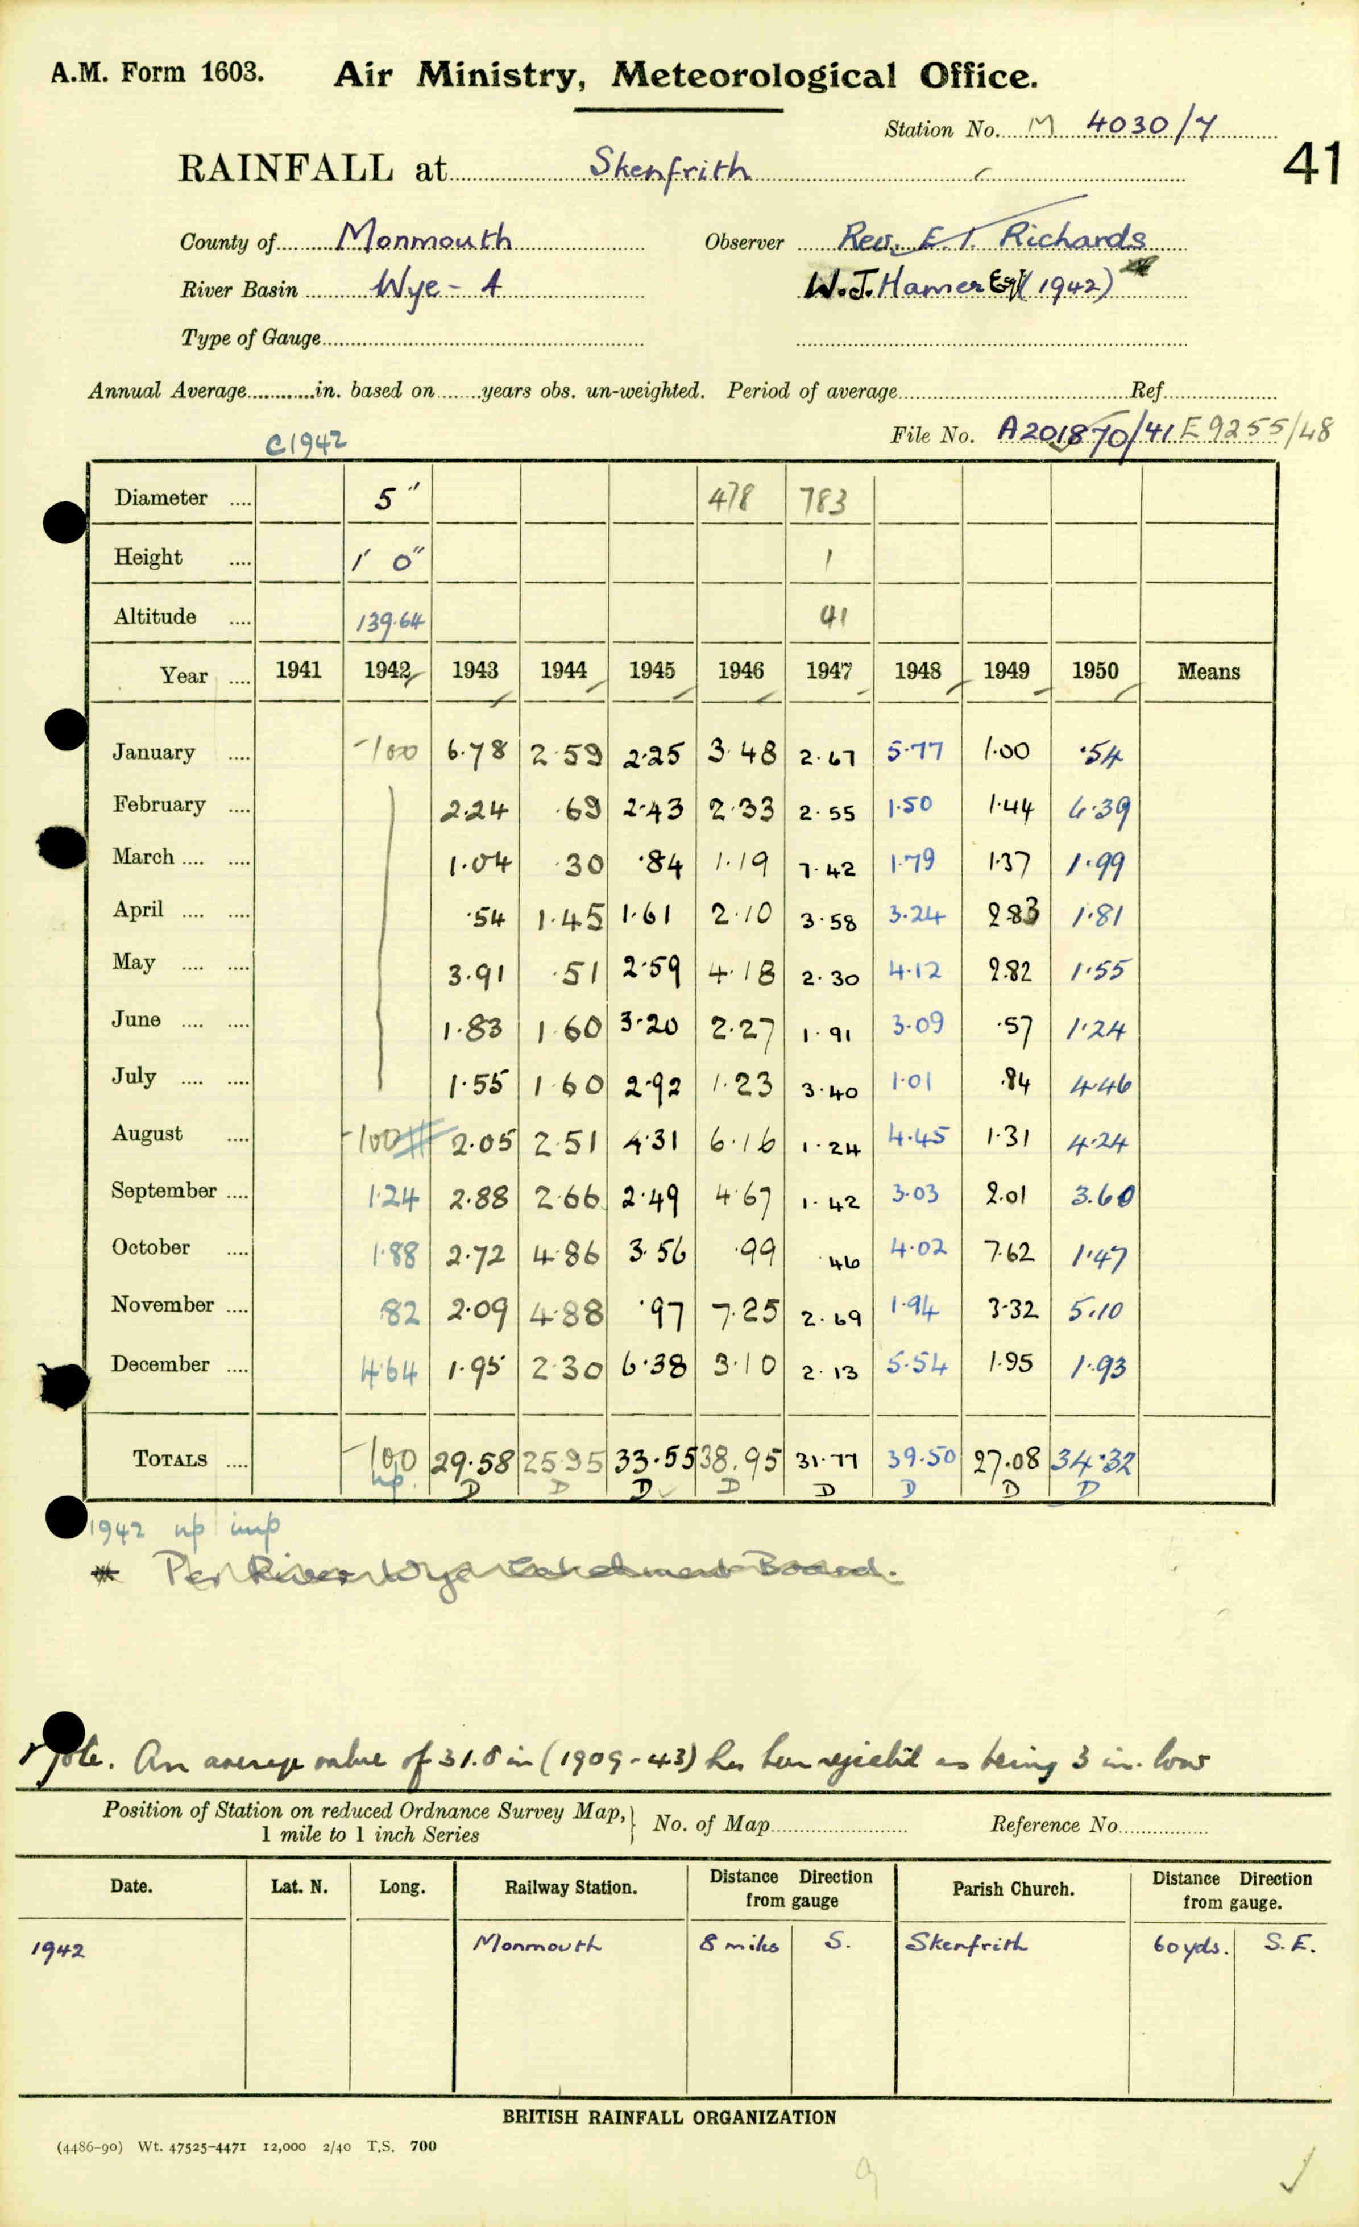 A.M. Form 1603. Air Ministry, Meteorological Office.
Station No. M 4030/7
41
RAINFALL at Skenfrith
County of Monmouth Observer Rev. E. T. Richards
River Basin Wye - A W.J. Hamer Esq (1942)
Type of Gauge
Annual Average in. based on years obs. un-weighted. Period of average Ref.
File No. A201870/41 E9255/48
C1942
Diameter 5" 478 783
Height 1' 0" 1
Altitude 139.64 41
Year 1941 1942 1943 1944 1945 1946 1947 1948 1949 1950 Means
January -100 6.78 2.59 2.25 3.48 2.67 5.77 1.00 .54
February 2.24 .69 2.43 2.33 2.55 1.50 1.44 6.39
March 1.04 .30 .84 1.19 7.42 1.79 1.37 1.99
April .54 1.45 1.61 2.10 3.58 3.24 2.83 1.81
May 3.91 .51 2.59 4.18 2.30 4.12 2.82 1.55
June 1.83 1.60 3.20 2.27 1.91 3.09 .57 1.24
July 1.55 1.60 2.92 1.23 3.40 1.01 .84 4.46
August -100 2.05 2.51 4.31 6.16 1.24 4.45 1.31 4.24
September 1.24 2.88 2.66 2.49 4.67 1.42 3.03 2.01 3.60
October 1.88 2.72 4.86 3.56 .99 .46 4.02 7.62 1.47
November .82 2.09 4.88 .97 7.25 2.69 1.94 3.32 5.10
December 4.64 1.95 2.30 6.38 3.10 2.13 5.54 1.95 1.93
TOTALS -100 29.58 25.95 33.55 38.95 31.77 39.50 27.08 34.32
np. D D D D D D D D
1942 np imp
* Per River Wye Catchment Board.
Note. An average value of 31.8 in (1909-43) has been rejected as being 3 in. low
Position of Station on reduced Ordnance Survey Map, 1 mile to 1 inch Series No. of Map Reference No.
Date. Lat. N. Long. Railway Station. Distance Direction from gauge Parish Church. Distance Direction from gauge.
1942 Monmouth 8 miles S. Skenfrith 60 yds. S.E.
BRITISH RAINFALL ORGANIZATION
(4486-90) Wt. 47525-4471 12,000 2/40 T.S. 700